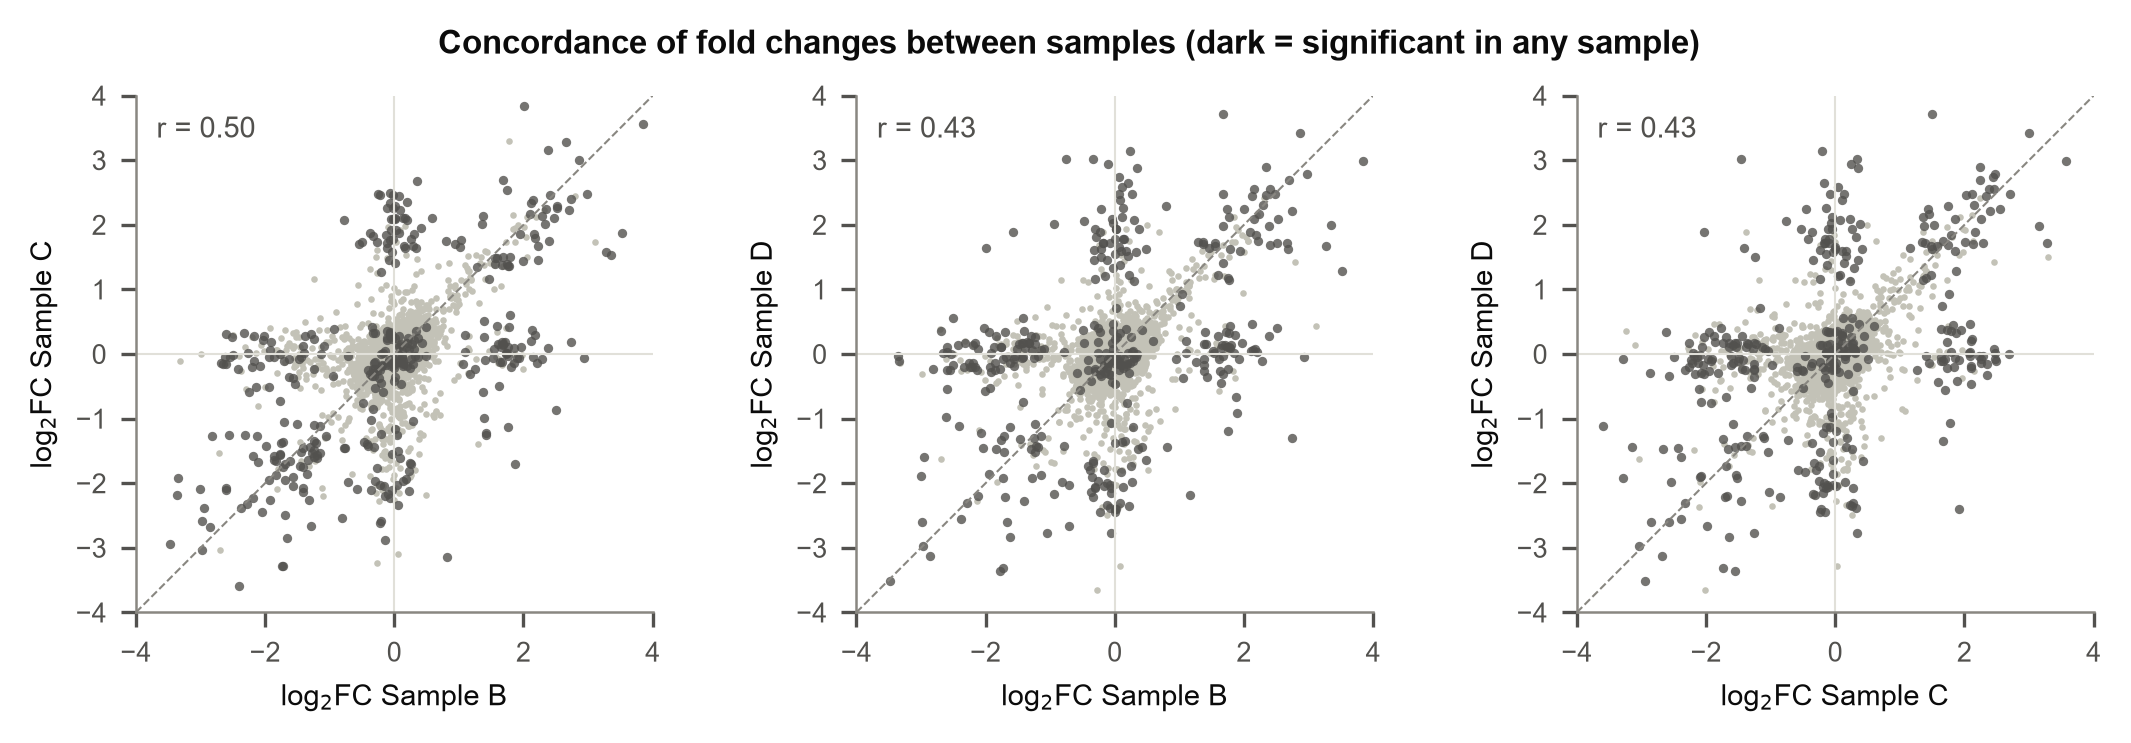 Concordance of fold changes between samples (dark = significant in any sample)
r = 0.50
log₂FC Sample C
4
3
2
1
0
−1
−2
−3
−4
−4 −2 0 2 4
log₂FC Sample B
r = 0.43
log₂FC Sample D
4
3
2
1
0
−1
−2
−3
−4
−4 −2 0 2 4
log₂FC Sample B
r = 0.43
log₂FC Sample D
4
3
2
1
0
−1
−2
−3
−4
−4 −2 0 2 4
log₂FC Sample C